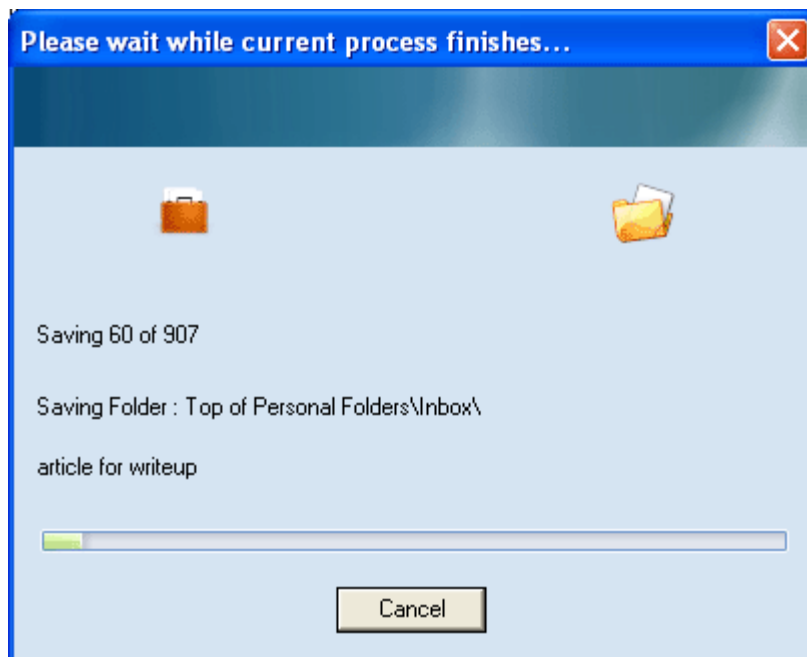 Please wait while current process finishes...
Saving 60 of 907
Saving Folder : Top of Personal Folders\Inbox\
article for writeup
Cancel